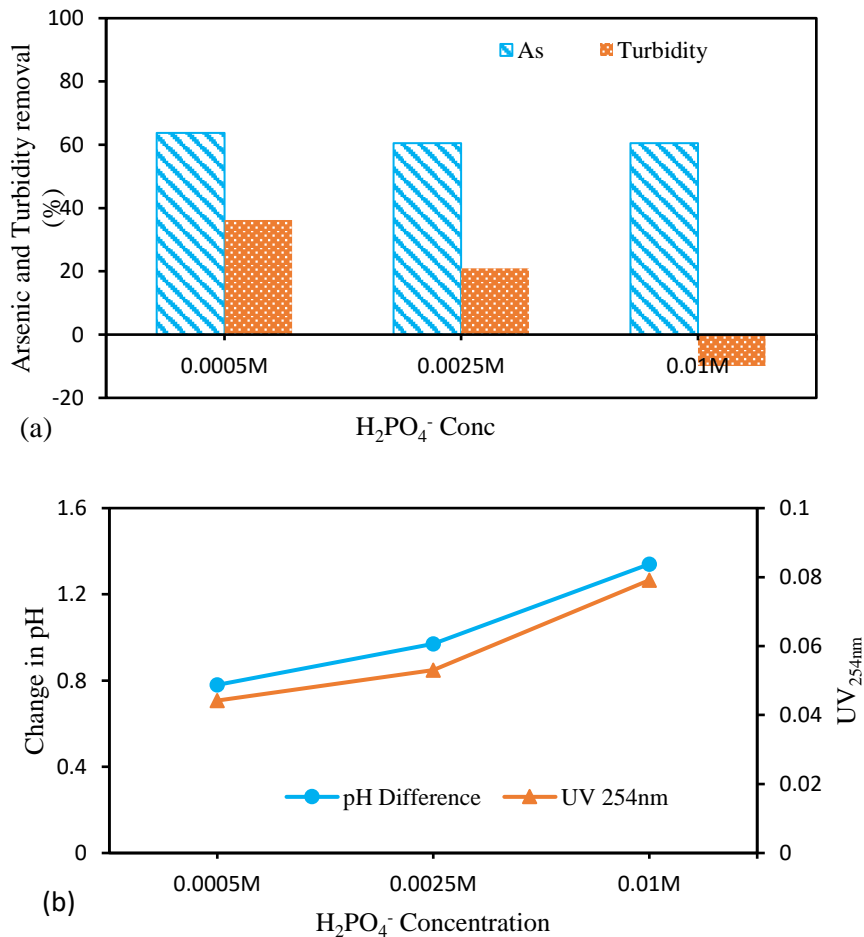 100
80
60
40
20
0
-20
Arsenic and Turbidity removal
(%)
As
Turbidity
0.0005M
0.0025M
0.01M
(a)
H₂PO₄⁻ Conc
1.6
1.2
0.8
0.4
0
Change in pH
0.1
0.08
0.06
0.04
0.02
0
UV₂₅₄ₙₘ
pH Difference
UV 254nm
0.0005M
0.0025M
0.01M
(b)
H₂PO₄⁻ Concentration